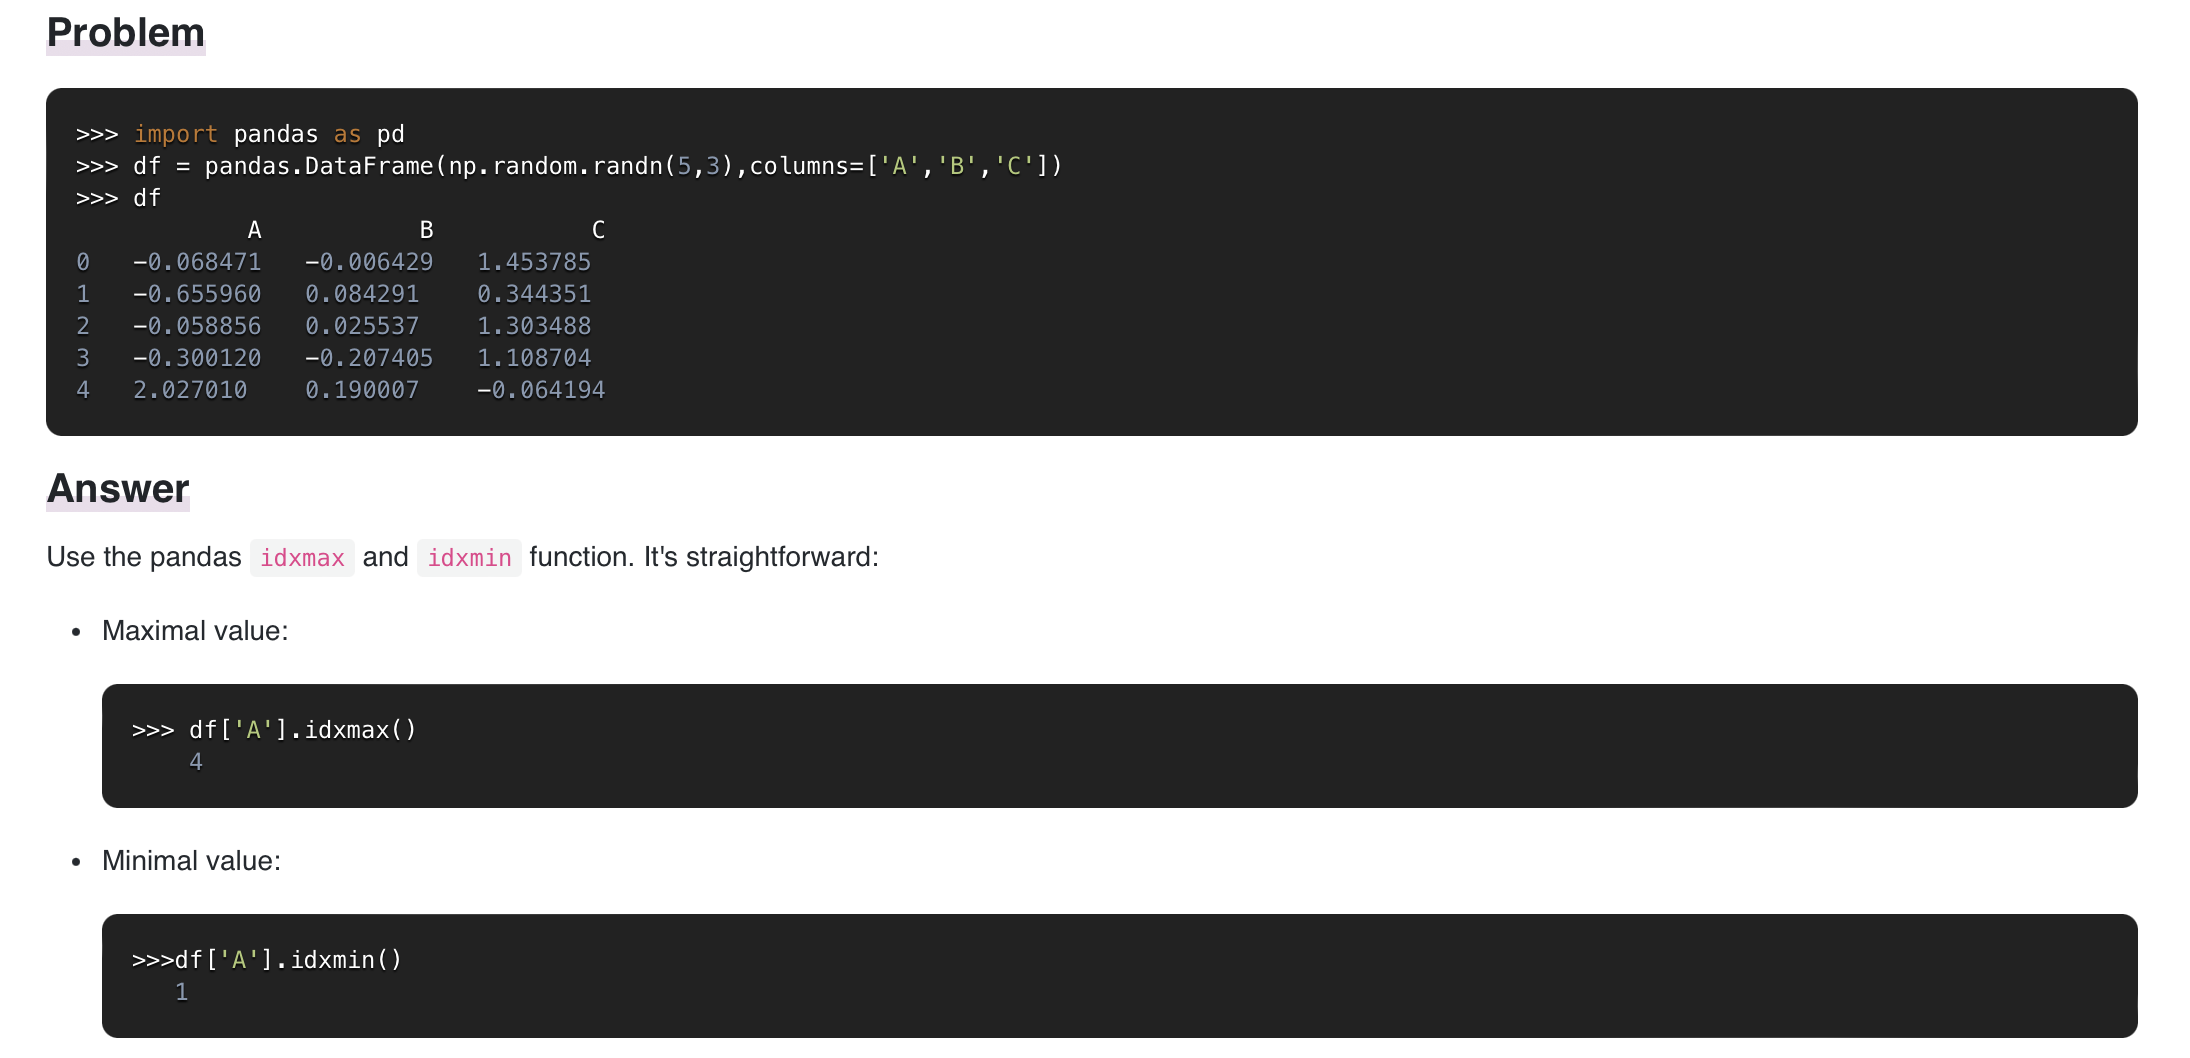 Problem
>>> import pandas as pd
>>> df = pandas.DataFrame(np.random.randn(5,3),columns=['A','B','C'])
>>> df
            A           B           C
0   -0.068471   -0.006429   1.453785
1   -0.655960   0.084291    0.344351
2   -0.058856   0.025537    1.303488
3   -0.300120   -0.207405   1.108704
4   2.027010    0.190007    -0.064194
Answer
Use the pandas idxmax and idxmin function. It's straightforward:
• Maximal value:
>>> df['A'].idxmax()
    4
• Minimal value:
>>>df['A'].idxmin()
   1